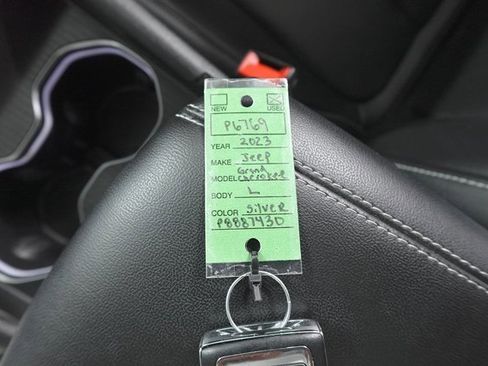 NEW USED
P6769
YEAR 2023
MAKE Jeep
MODEL Grand Cherokee
BODY L
COLOR Silver
P8887430